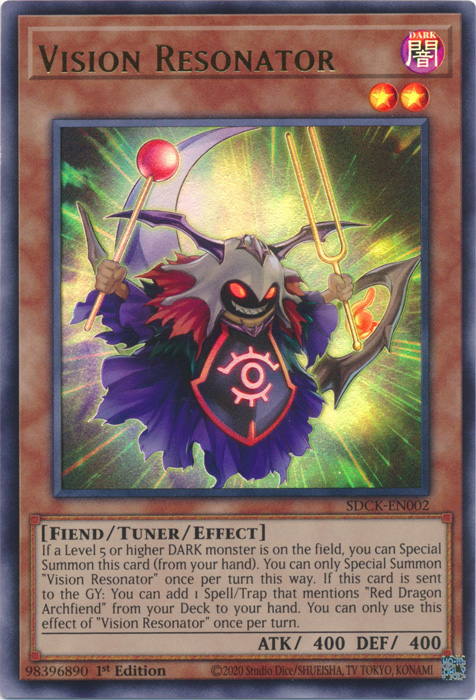 VISION RESONATOR
DARK
闇
SDCK-EN002
[FIEND/TUNER/EFFECT]
If a Level 5 or higher DARK monster is on the field, you can Special
Summon this card (from your hand). You can only Special Summon
"Vision Resonator" once per turn this way. If this card is sent
to the GY: You can add 1 Spell/Trap that mentions "Red Dragon
Archfiend" from your Deck to your hand. You can only use this
effect of "Vision Resonator" once per turn.
ATK/ 400 DEF/ 400
98396890 1st Edition ©2020 Studio Dice/SHUEISHA, TV TOKYO, KONAMI